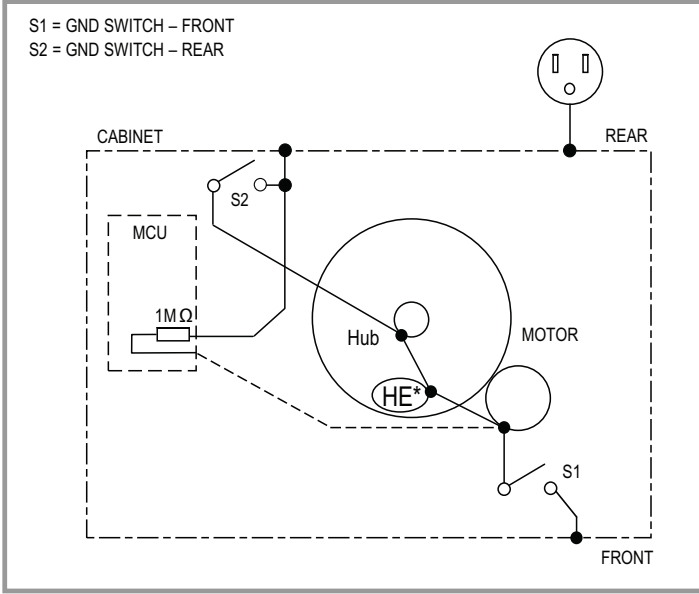 S1 = GND SWITCH – FRONT
S2 = GND SWITCH – REAR
CABINET
REAR
S2
MCU
1M Ω
Hub
MOTOR
HE*
S1
FRONT